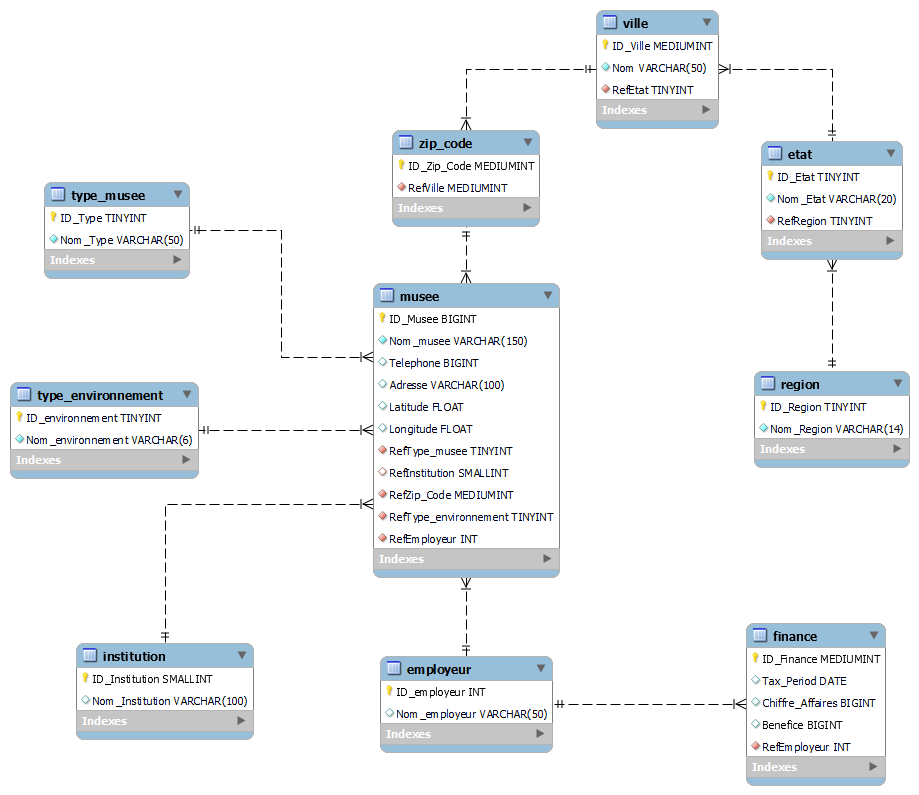 ville
ID_Ville MEDIUMINT
Nom VARCHAR(50)
RefEtat TINYINT
Indexes
zip_code
ID_Zip_Code MEDIUMINT
RefVille MEDIUMINT
Indexes
etat
ID_Etat TINYINT
Nom_Etat VARCHAR(20)
RefRegion TINYINT
Indexes
type_musee
ID_Type TINYINT
Nom_Type VARCHAR(50)
Indexes
musee
ID_Musee BIGINT
Nom_musee VARCHAR(150)
Telephone BIGINT
Adresse VARCHAR(100)
Latitude FLOAT
Longitude FLOAT
RefType_musee TINYINT
RefInstitution SMALLINT
RefZip_Code MEDIUMINT
RefType_environnement TINYINT
RefEmployeur INT
Indexes
type_environnement
ID_environnement TINYINT
Nom_environnement VARCHAR(6)
Indexes
region
ID_Region TINYINT
Nom_Region VARCHAR(14)
Indexes
institution
ID_Institution SMALLINT
Nom_Institution VARCHAR(100)
Indexes
employeur
ID_employeur INT
Nom_employeur VARCHAR(50)
Indexes
finance
ID_Finance MEDIUMINT
Tax_Period DATE
Chiffre_Affaires BIGINT
Benefice BIGINT
RefEmployeur INT
Indexes